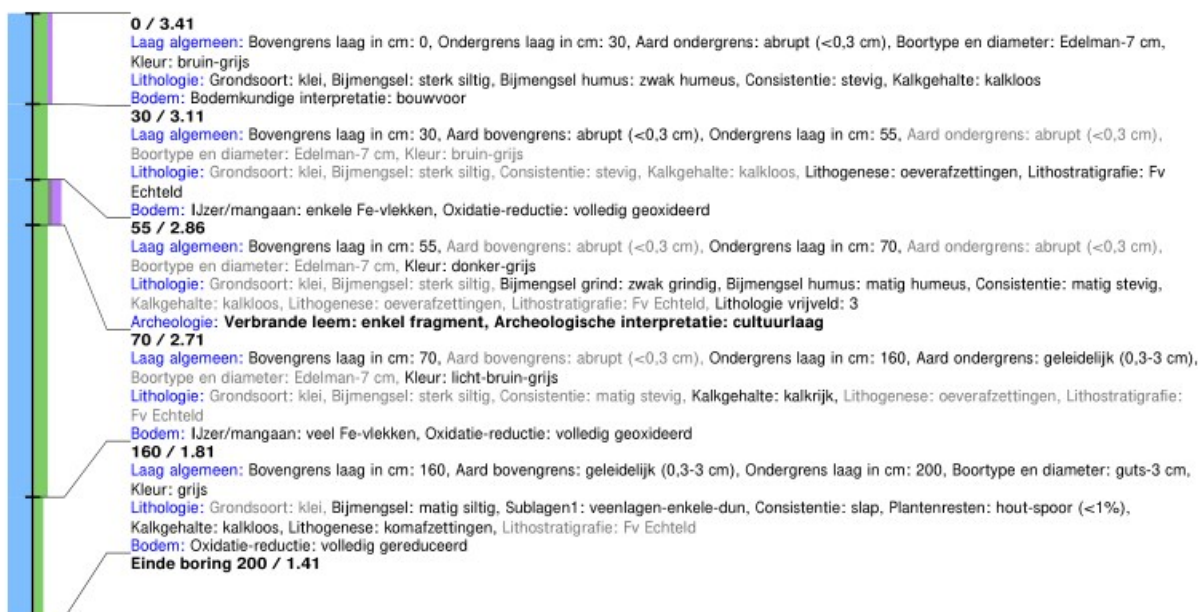 0 / 3.41
Laag algemeen: Bovengrens laag in cm: 0, Ondergrens laag in cm: 30, Aard ondergrens: abrupt (<0,3 cm), Boortype en diameter: Edelman-7 cm,
Kleur: bruin-grijs
Lithologie: Grondsoort: klei, Bijmengsel: sterk siltig, Bijmengsel humus: zwak humeus, Consistentie: stevig, Kalkgehalte: kalkloos
Bodem: Bodemkundige interpretatie: bouwvoor
30 / 3.11
Laag algemeen: Bovengrens laag in cm: 30, Aard bovengrens: abrupt (<0,3 cm), Ondergrens laag in cm: 55, Aard ondergrens: abrupt (<0,3 cm),
Boortype en diameter: Edelman-7 cm, Kleur: bruin-grijs
Lithologie: Grondsoort: klei, Bijmengsel: sterk siltig, Consistentie: stevig, Kalkgehalte: kalkloos, Lithogenese: oeverafzettingen, Lithostratigrafie: Fv
Echteld
Bodem: IJzer/mangaan: enkele Fe-vlekken, Oxidatie-reductie: volledig geoxideerd
55 / 2.86
Laag algemeen: Bovengrens laag in cm: 55, Aard bovengrens: abrupt (<0,3 cm), Ondergrens laag in cm: 70, Aard ondergrens: abrupt (<0,3 cm),
Boortype en diameter: Edelman-7 cm, Kleur: donker-grijs
Lithologie: Grondsoort: klei, Bijmengsel: sterk siltig, Bijmengsel grind: zwak grindig, Bijmengsel humus: matig humeus, Consistentie: matig stevig,
Kalkgehalte: kalkloos, Lithogenese: oeverafzettingen, Lithostratigrafie: Fv Echteld, Lithologie vrijveld: 3
Archeologie: Verbrande leem: enkel fragment, Archeologische interpretatie: cultuurlaag
70 / 2.71
Laag algemeen: Bovengrens laag in cm: 70, Aard bovengrens: abrupt (<0,3 cm), Ondergrens laag in cm: 160, Aard ondergrens: geleidelijk (0,3-3 cm),
Boortype en diameter: Edelman-7 cm, Kleur: licht-bruin-grijs
Lithologie: Grondsoort: klei, Bijmengsel: sterk siltig, Consistentie: matig stevig, Kalkgehalte: kalkrijk, Lithogenese: oeverafzettingen, Lithostratigrafie:
Fv Echteld
Bodem: IJzer/mangaan: veel Fe-vlekken, Oxidatie-reductie: volledig geoxideerd
160 / 1.81
Laag algemeen: Bovengrens laag in cm: 160, Aard bovengrens: geleidelijk (0,3-3 cm), Ondergrens laag in cm: 200, Boortype en diameter: guts-3 cm,
Kleur: grijs
Lithologie: Grondsoort: klei, Bijmengsel: matig siltig, Sublagen1: veenlagen-enkele-dun, Consistentie: slap, Plantenresten: hout-spoor (<1%),
Kalkgehalte: kalkloos, Lithogenese: komafzettingen, Lithostratigrafie: Fv Echteld
Bodem: Oxidatie-reductie: volledig gereduceerd
Einde boring 200 / 1.41